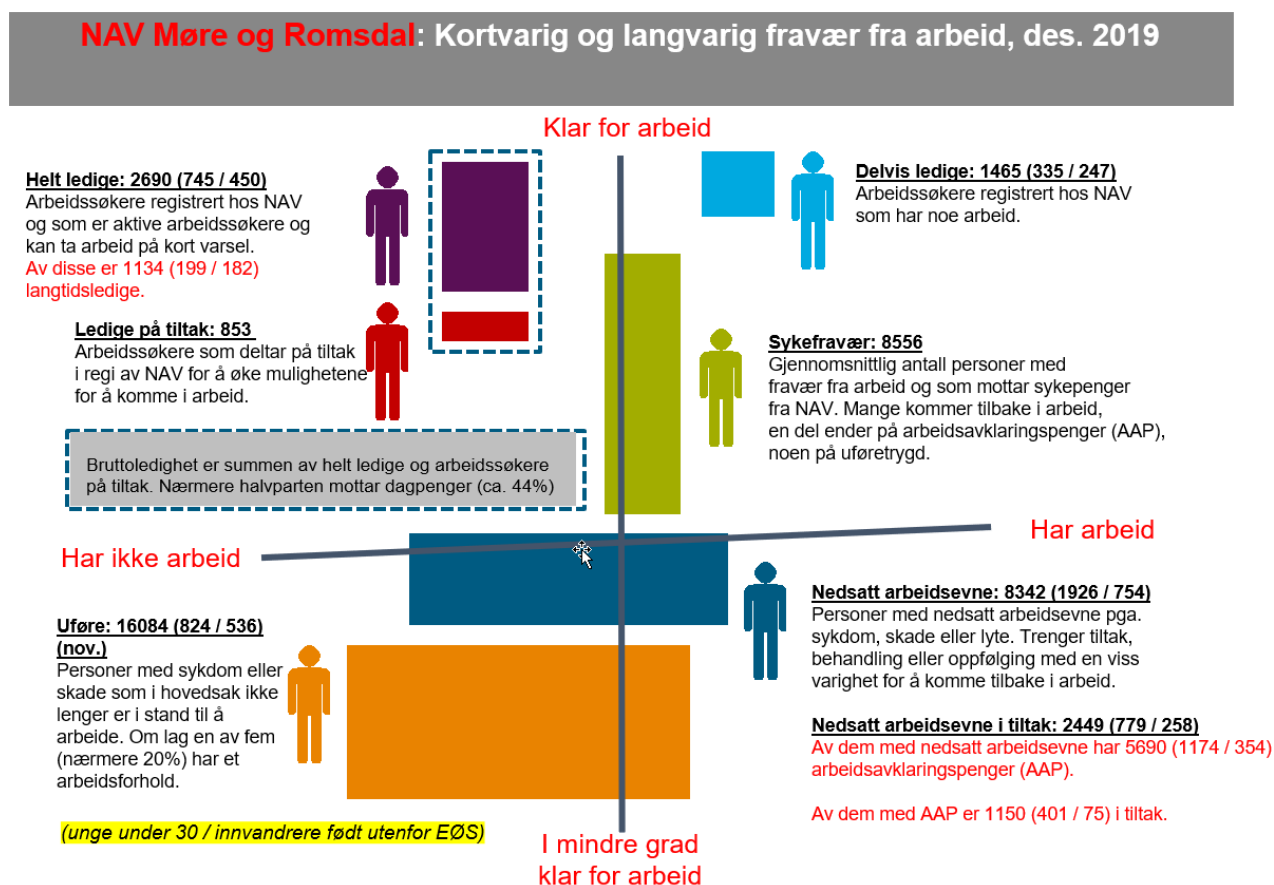 NAV Møre og Romsdal: Kortvarig og langvarig fravær fra arbeid, des. 2019
Klar for arbeid
Helt ledige: 2690 (745 / 450)
Arbeidssøkere registrert hos NAV
og som er aktive arbeidssøkere og
kan ta arbeid på kort varsel.
Av disse er 1134 (199 / 182)
langtidsledige.
Delvis ledige: 1465 (335 / 247)
Arbeidssøkere registrert hos NAV
som har noe arbeid.
Ledige på tiltak: 853
Arbeidssøkere som deltar på tiltak
i regi av NAV for å øke mulighetene
for å komme i arbeid.
Sykefravær: 8556
Gjennomsnittlig antall personer med
fravær fra arbeid og som mottar sykepenger
fra NAV. Mange kommer tilbake i arbeid,
en del ender på arbeidsavklaringspenger (AAP),
noen på uføretrygd.
Bruttoledighet er summen av helt ledige og arbeidssøkere
på tiltak. Nærmere halvparten mottar dagpenger (ca. 44%)
Har ikke arbeid
Har arbeid
Uføre: 16084 (824 / 536)
(nov.)
Personer med sykdom eller
skade som i hovedsak ikke
lenger er i stand til å
arbeide. Om lag en av fem
(nærmere 20%) har et
arbeidsforhold.
Nedsatt arbeidsevne: 8342 (1926 / 754)
Personer med nedsatt arbeidsevne pga.
sykdom, skade eller lyte. Trenger tiltak,
behandling eller oppfølging med en viss
varighet for å komme tilbake i arbeid.
Nedsatt arbeidsevne i tiltak: 2449 (779 / 258)
Av dem med nedsatt arbeidsevne har 5690 (1174 / 354)
arbeidsavklaringspenger (AAP).
Av dem med AAP er 1150 (401 / 75) i tiltak.
(unge under 30 / innvandrere født utenfor EØS)
I mindre grad
klar for arbeid